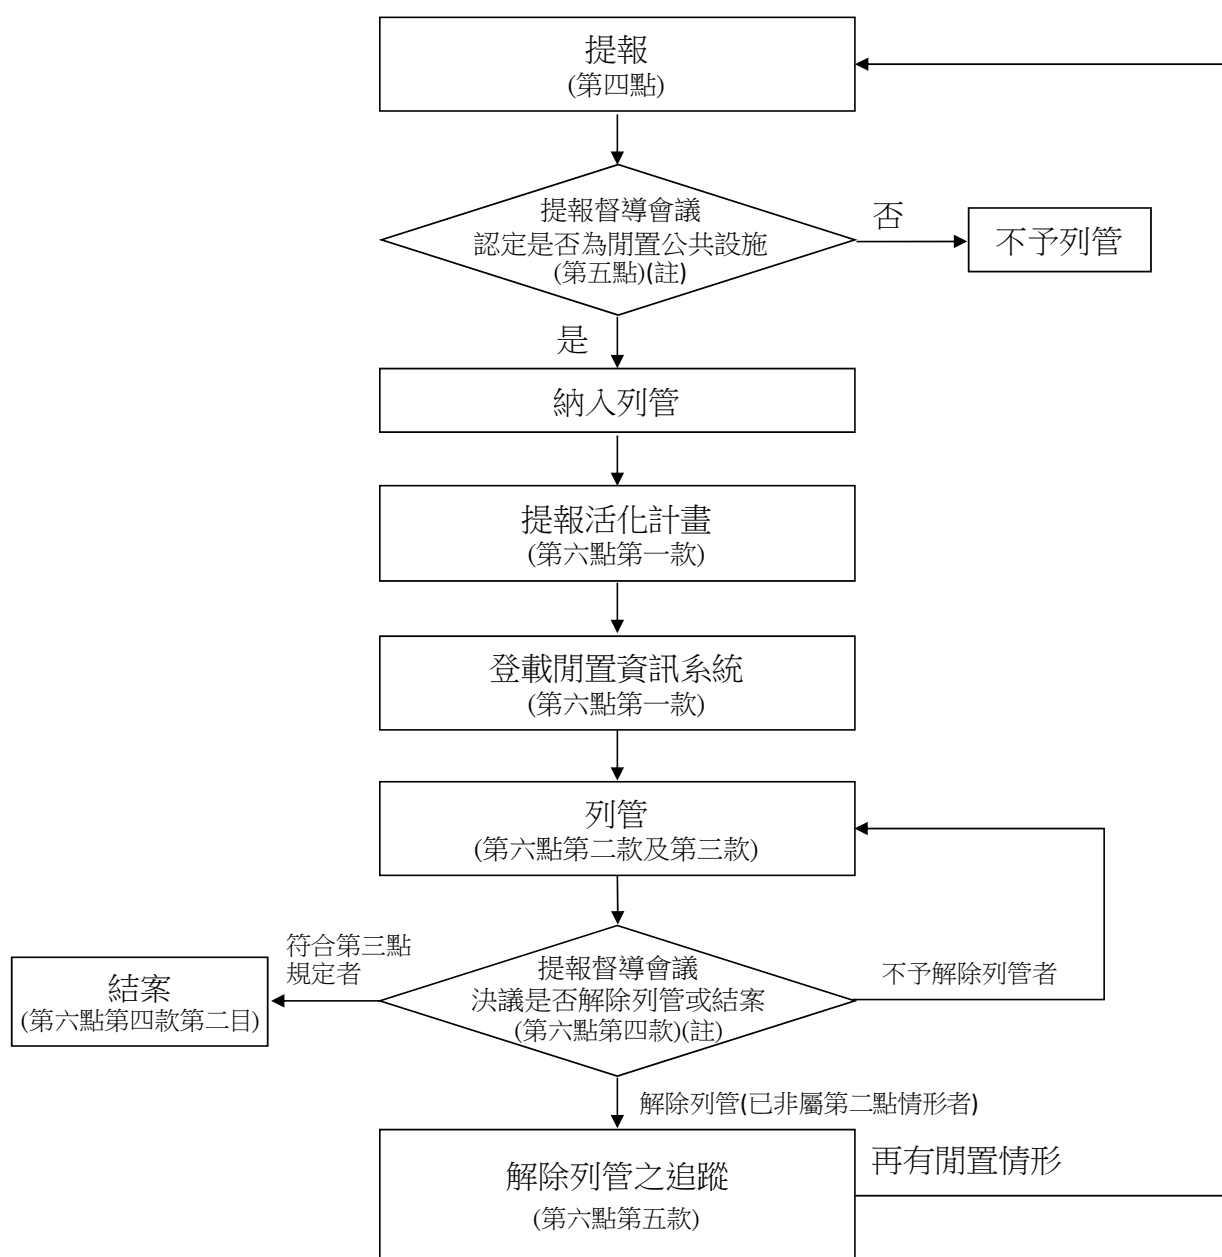 提報
(第四點)
提報督導會議
認定是否為閒置公共設施
(第五點)(註)
否
不予列管
是
納入列管
提報活化計畫
(第六點第一款)
登載閒置資訊系統
(第六點第一款)
列管
(第六點第二款及第三款)
符合第三點
規定者
結案
(第六點第四款第二目)
提報督導會議
決議是否解除列管或結案
(第六點第四款)(註)
不予解除列管者
解除列管(已非屬第二點情形者)
解除列管之追蹤
(第六點第五款)
再有閒置情形